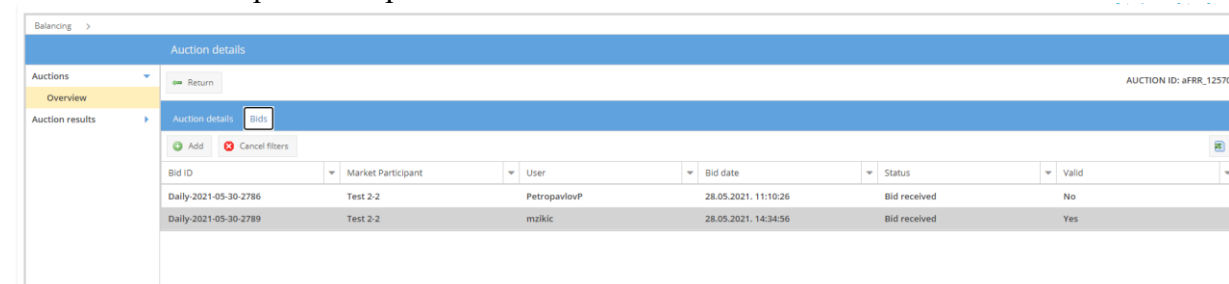 Balancing >
Auction details
Auctions
Return
AUCTION ID: aFRR_1257
Overview
Auction results
Auction details Bids
Add Cancel filters
Bid ID Market Participant User Bid date Status Valid
Daily-2021-05-30-2786 Test 2-2 PetropavlovP 28.05.2021. 11:10:26 Bid received No
Daily-2021-05-30-2789 Test 2-2 mzikic 28.05.2021. 14:34:56 Bid received Yes